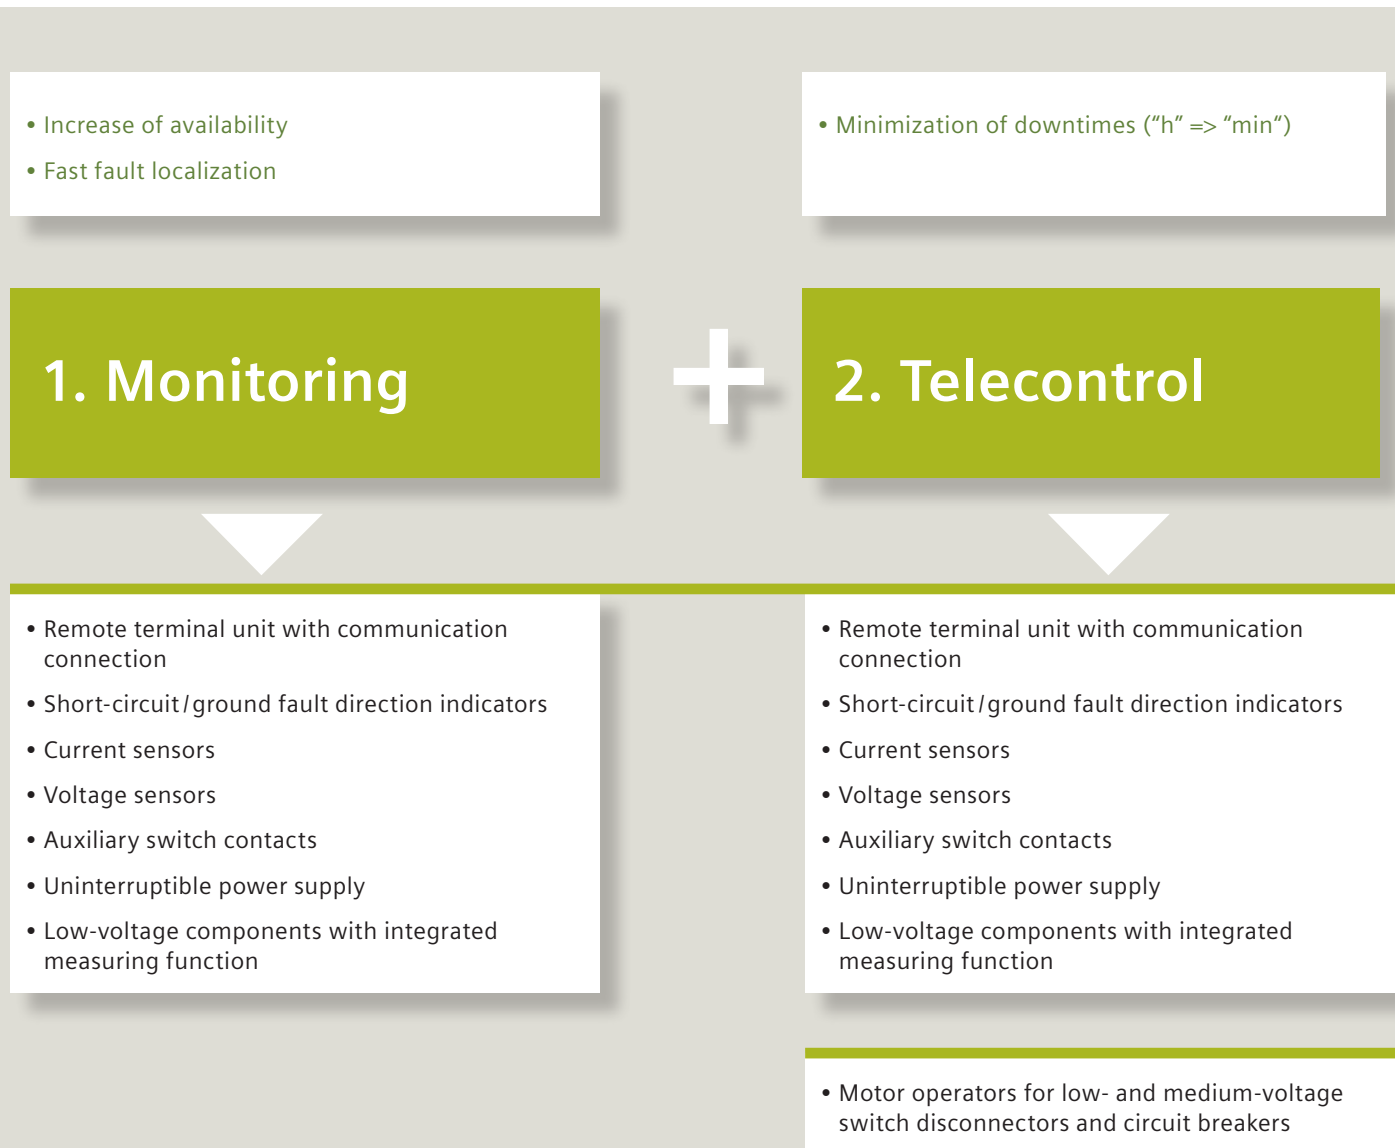 • Increase of availability
• Fast fault localization
• Minimization of downtimes (“h” => “min“)
1. Monitoring
+
2. Telecontrol
• Remote terminal unit with communication
connection
• Short-circuit/ground fault direction indicators
• Current sensors
• Voltage sensors
• Auxiliary switch contacts
• Uninterruptible power supply
• Low-voltage components with integrated
measuring function
• Remote terminal unit with communication
connection
• Short-circuit/ground fault direction indicators
• Current sensors
• Voltage sensors
• Auxiliary switch contacts
• Uninterruptible power supply
• Low-voltage components with integrated
measuring function
• Motor operators for low- and medium-voltage
switch disconnectors and circuit breakers